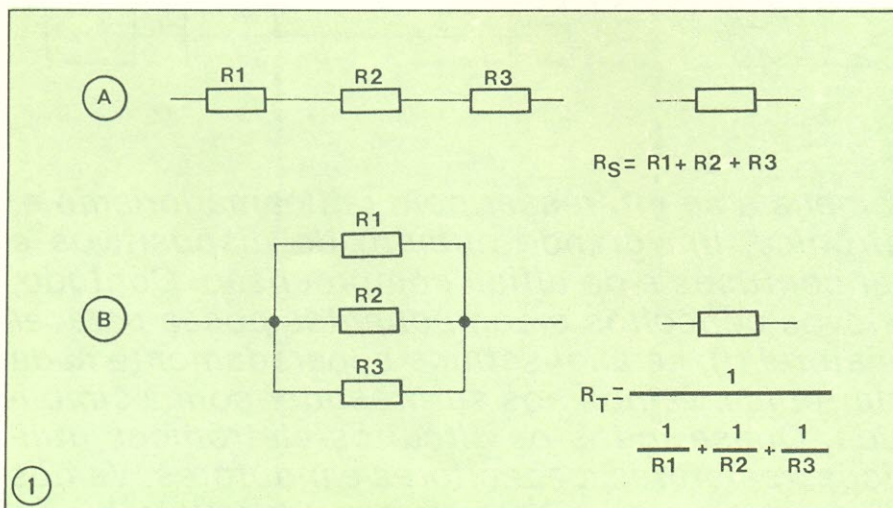 R1 R2 R3
A
RS = R1 + R2 + R3
R1
R2
R3
B
RT = 1
1/R1 + 1/R2 + 1/R3
1